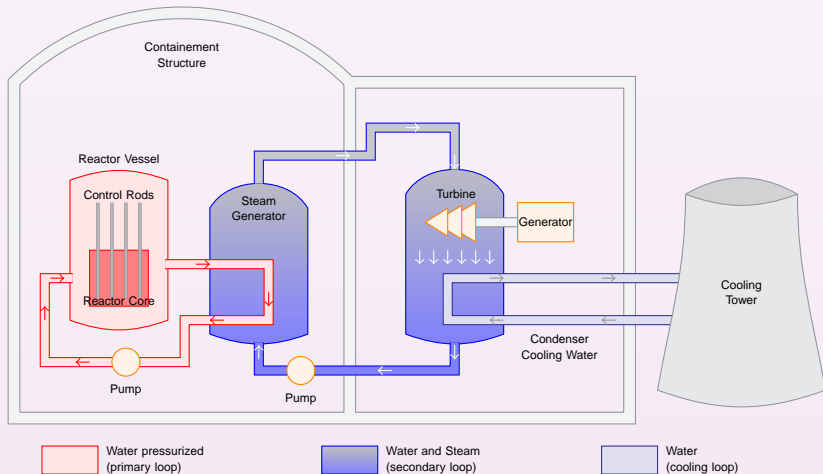 Containement
Structure
Reactor Vessel
Control Rods
Reactor Core
Pump
Steam
Generator
Pump
Turbine
Generator
Condenser
Cooling Water
Cooling
Tower
Water pressurized
(primary loop)
Water and Steam
(secondary loop)
Water
(cooling loop)